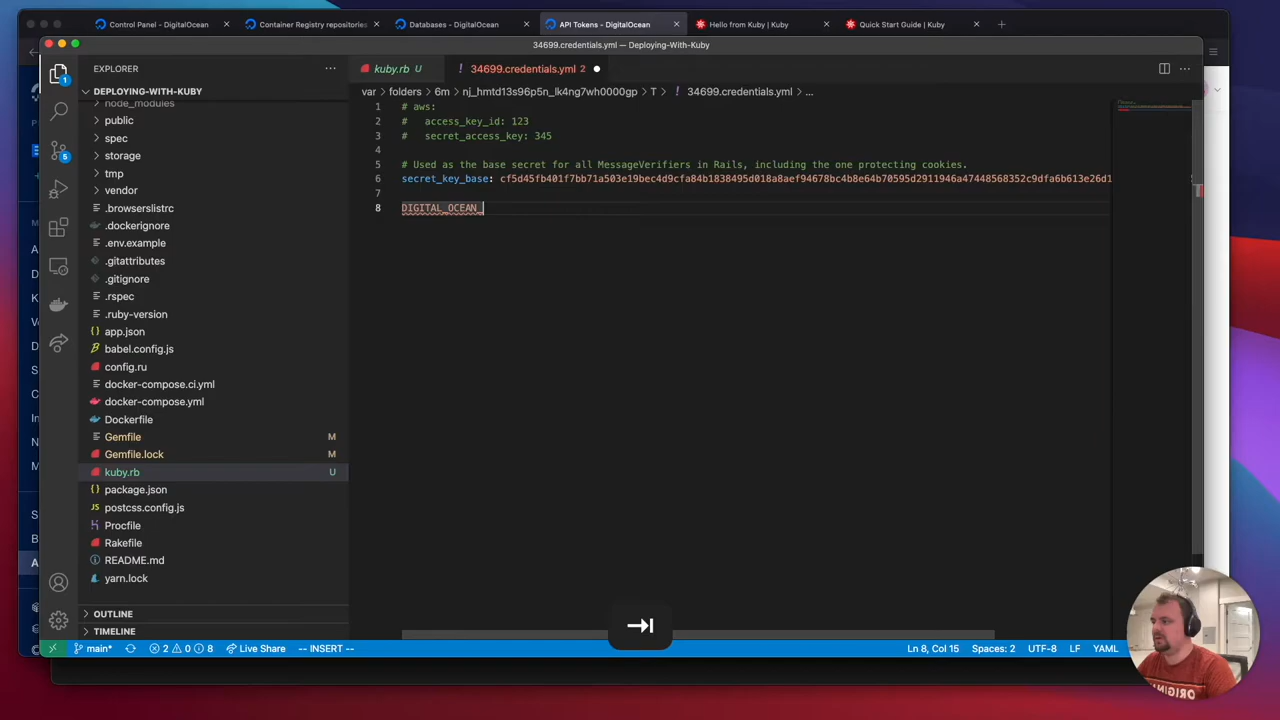 Control Panel - DigitalOcean
Container Registry repositories
Databases - DigitalOcean
API Tokens - DigitalOcean
Hello from Kuby | Kuby
Quick Start Guide | Kuby
34699.credentials.yml — Deploying-With-Kuby
EXPLORER
kuby.rb U
34699.credentials.yml 2
DEPLOYING-WITH-KUBY
var > folders > 6m > nj_hmtd13s96p5n_lk4ng7wh0000gp > T > ! 34699.credentials.yml > ...
node_modules
public
spec
storage
tmp
vendor
.browserslistrc
.dockerignore
.env.example
.gitattributes
.gitignore
.rspec
.ruby-version
app.json
babel.config.js
config.ru
docker-compose.ci.yml
docker-compose.yml
Dockerfile
Gemfile M
Gemfile.lock M
kuby.rb U
package.json
postcss.config.js
Procfile
Rakefile
README.md
yarn.lock
OUTLINE
TIMELINE
1 # aws:
2 #   access_key_id: 123
3 #   secret_access_key: 345
4
5 # Used as the base secret for all MessageVerifiers in Rails, including the one protecting cookies.
6 secret_key_base: cf5d45fb401f7bb71a503e19bec4d9cfa84b1838495d018a8aef94678bc4b8e64b70595d2911946a47448568352c9dfa6b613e26d1
7
8 DIGITAL_OCEAN_
main*
2 0 8
Live Share
-- INSERT --
Ln 8, Col 15
Spaces: 2
UTF-8
LF
YAML
ORIGIN